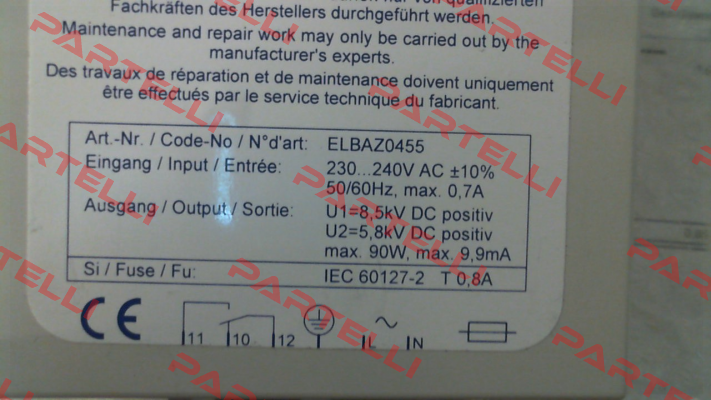 Fachkräften des Herstellers durchgeführt werden.
Maintenance and repair work may only be carried out by the
manufacturer's experts.
Des travaux de réparation et de maintenance doivent uniquement
être effectués par le service technique du fabricant.
Art.-Nr. / Code-No / N°d'art: ELBAZ0455
Eingang / Input / Entrée: 230...240V AC ±10%
50/60Hz, max. 0,7A
Ausgang / Output / Sortie: U1=8,5kV DC positiv
U2=5,8kV DC positiv
max. 90W, max. 9,9mA
Si / Fuse / Fu: IEC 60127-2 T 0,8A
CE
11 10 12 L N
PARTELLI